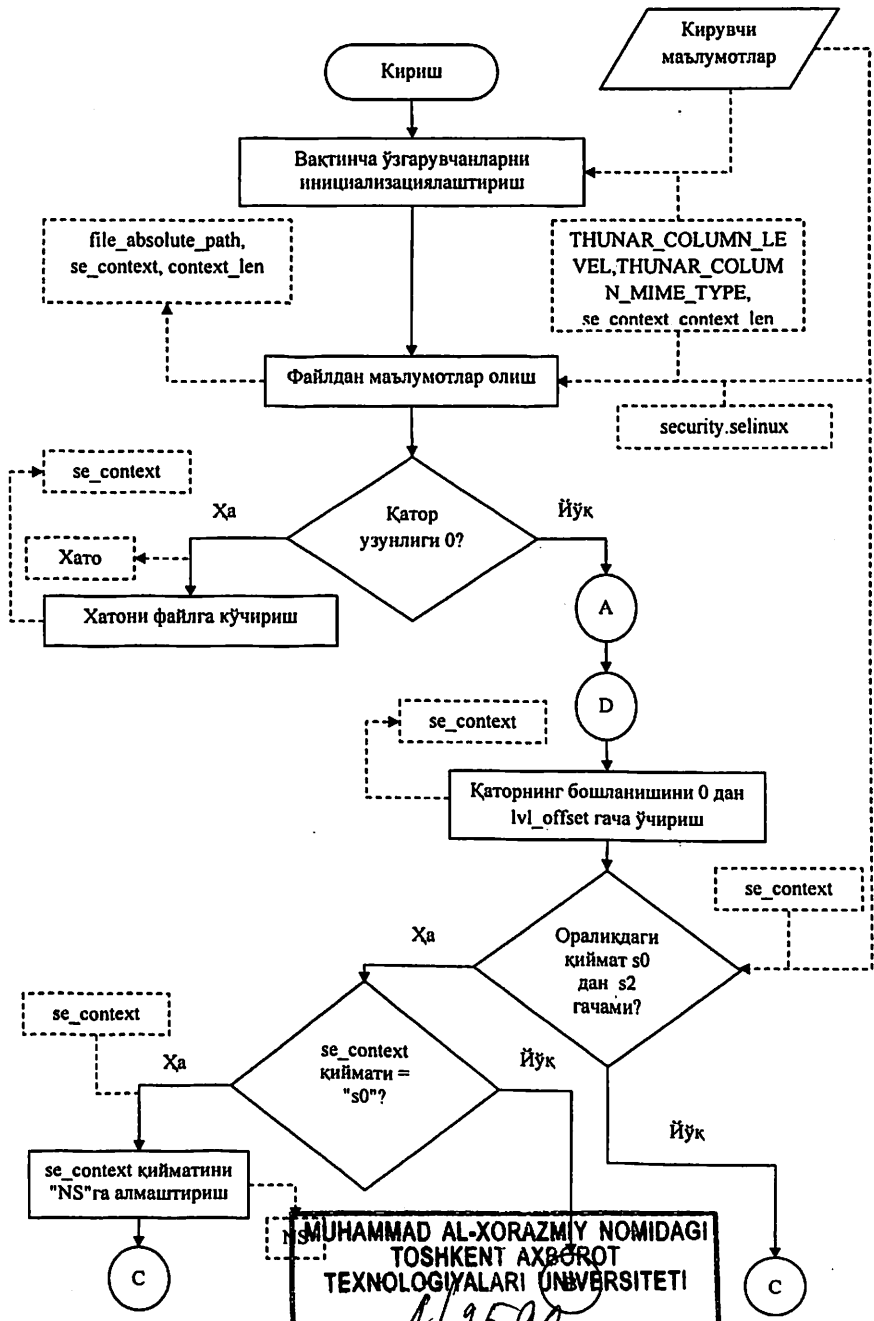 Кириш
Кирувчи
маълумотлар
Вақтинча ўзгарувчанларни
инициализациялаштириш
file_absolute_path,
se_context, context_len
THUNAR_COLUMN_LE
VEL,THUNAR_COLUM
N_MIME_TYPE,
se_context context_len
Файлдан маълумотлар олиш
security.selinux
se_context
Ҳа
Қатор
узунлиги 0?
Йўқ
Хато
Хатони файлга кўчириш
A
D
se_context
Қаторнинг бошланишини 0 дан
lvl_offset гача ўчириш
se_context
Ҳа
Оралиқдаги
қиймат s0
дан s2
гачами?
se_context
Ҳа
se_context
қиймати =
"s0"?
Йўқ
Йўқ
se_context қийматини
"NS"га алмаштириш
NS
MUHAMMAD AL-XORAZMIY NOMIDAGI
TOSHKENT AXBOROT
TEXNOLOGIYALARI UNIVERSITETI
C
B
C